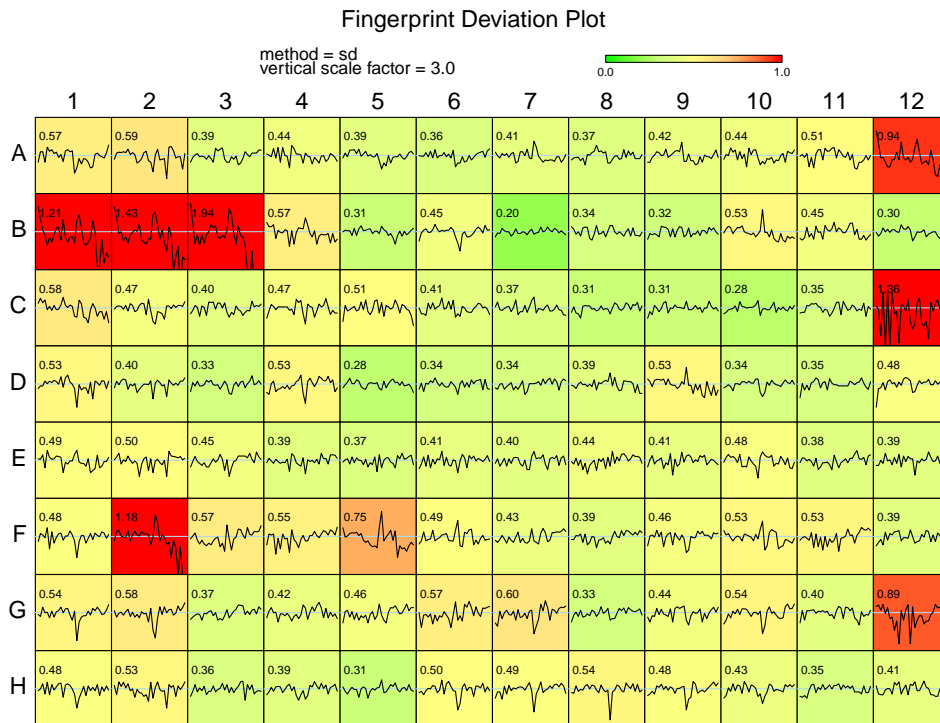 Fingerprint Deviation Plot
method = sd
vertical scale factor = 3.0
0.0 1.0
1 2 3 4 5 6 7 8 9 10 11 12
A 0.57 0.59 0.39 0.44 0.39 0.36 0.41 0.37 0.42 0.44 0.51 0.94
B 1.21 1.43 1.94 0.57 0.31 0.45 0.20 0.34 0.32 0.53 0.45 0.30
C 0.58 0.47 0.40 0.47 0.51 0.41 0.37 0.31 0.31 0.28 0.35 1.36
D 0.53 0.40 0.33 0.53 0.28 0.34 0.34 0.39 0.53 0.34 0.35 0.48
E 0.49 0.50 0.45 0.39 0.37 0.41 0.40 0.44 0.41 0.48 0.38 0.39
F 0.48 1.18 0.57 0.55 0.75 0.49 0.43 0.39 0.46 0.53 0.53 0.39
G 0.54 0.58 0.37 0.42 0.46 0.57 0.60 0.33 0.44 0.54 0.40 0.89
H 0.48 0.53 0.36 0.39 0.31 0.50 0.49 0.54 0.48 0.43 0.35 0.41